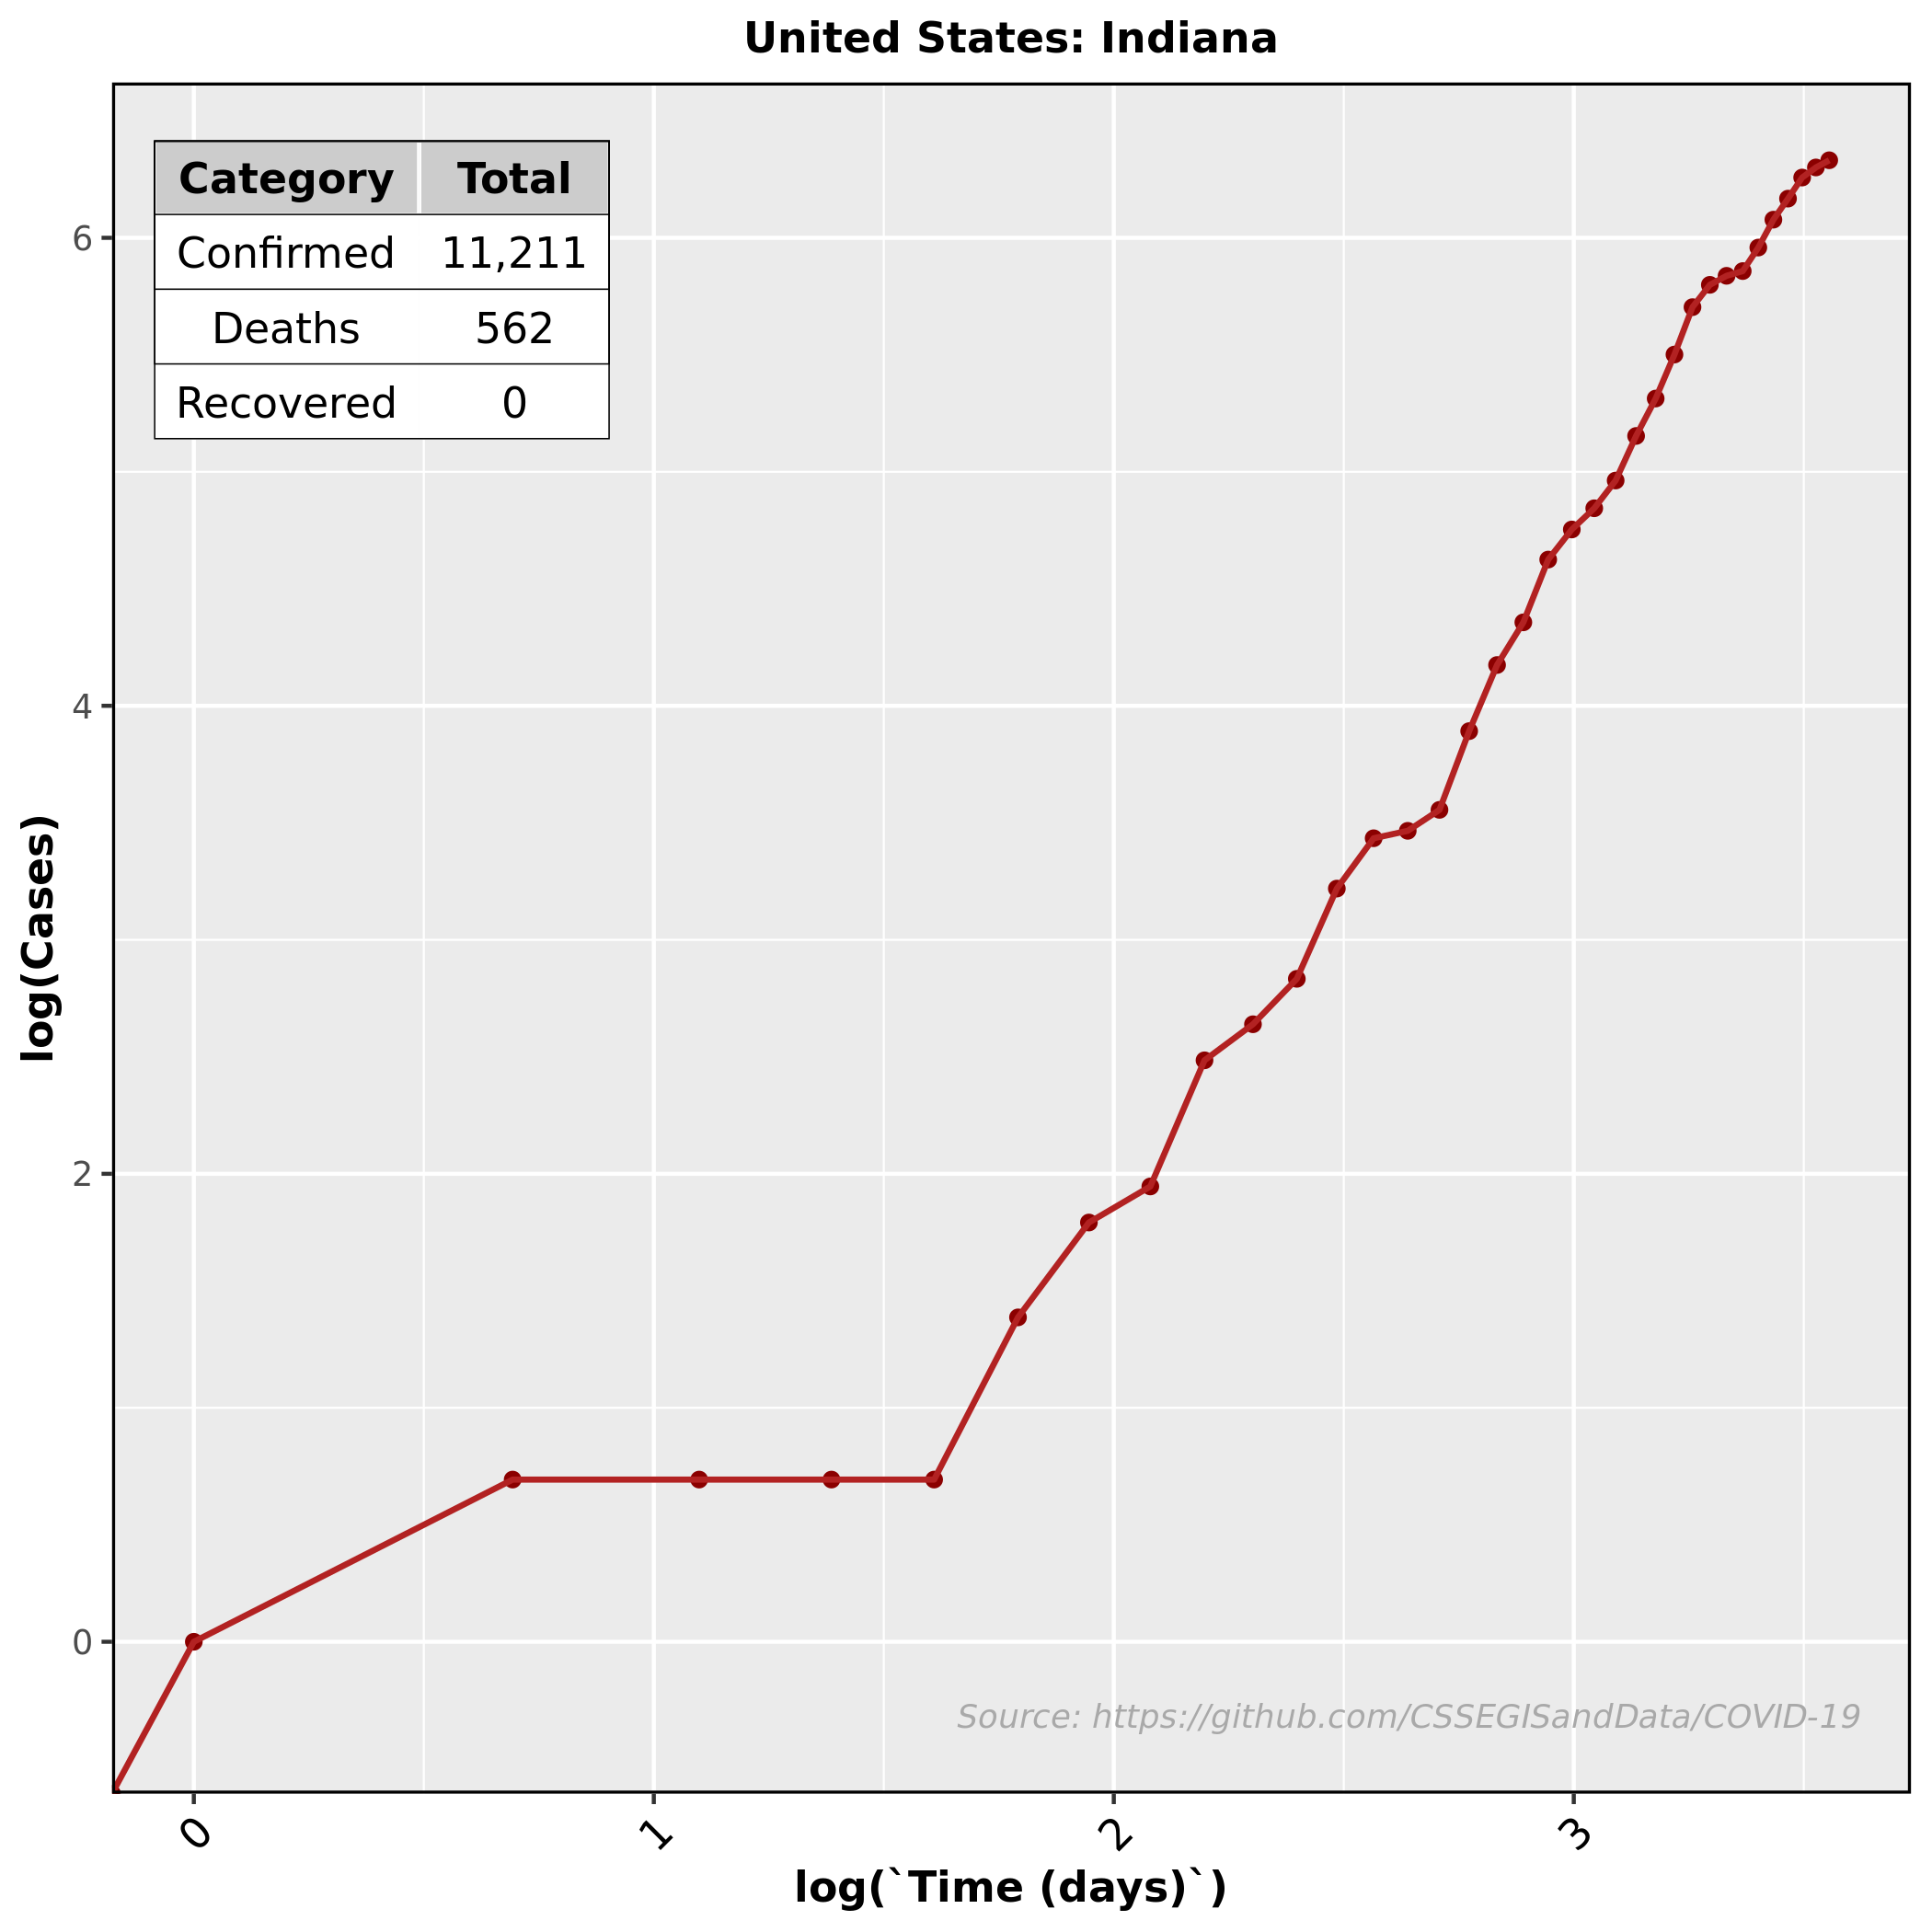 United States: Indiana
Category Total
Confirmed 11,211
Deaths 562
Recovered 0
6
4
2
0
log(Cases)
Source: https://github.com/CSSEGISandData/COVID-19
0 1 2 3
log(`Time (days)`)